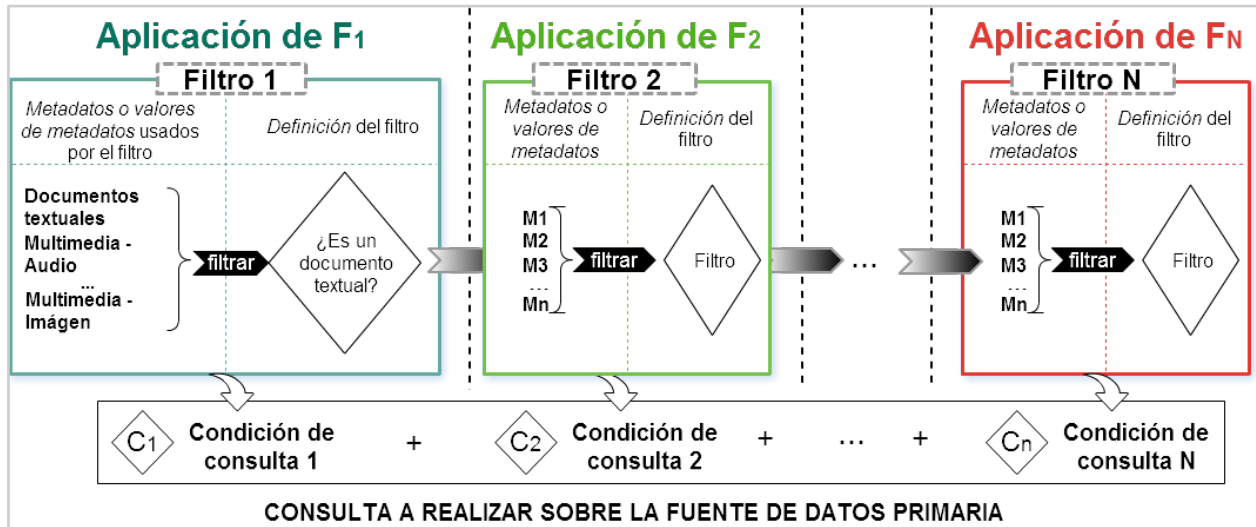 Aplicación de F1
Filtro 1
Metadatos o valores
de metadatos usados
por el filtro
Definición del filtro
Documentos
textuales
Multimedia -
Audio
...
Multimedia -
Imágen
filtrar
¿Es un
documento
textual?
Aplicación de F2
Filtro 2
Metadatos o
valores de
metadatos
Definición del
filtro
M1
M2
M3
...
Mn
filtrar
Filtro
...
Aplicación de FN
Filtro N
Metadatos o
valores de
metadatos
Definición del
filtro
M1
M2
M3
...
Mn
filtrar
Filtro
C1
Condición de
consulta 1
+
C2
Condición de
consulta 2
+
...
+
Cn
Condición de
consulta N
CONSULTA A REALIZAR SOBRE LA FUENTE DE DATOS PRIMARIA